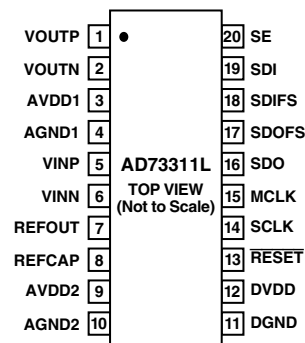 VOUTP 1 20 SE
VOUTN 2 19 SDI
AVDD1 3 18 SDIFS
AGND1 4 17 SDOFS
VINP 5 AD73311L 16 SDO
TOP VIEW
VINN 6 (Not to Scale) 15 MCLK
REFOUT 7 14 SCLK
REFCAP 8 13 RESET
AVDD2 9 12 DVDD
AGND2 10 11 DGND